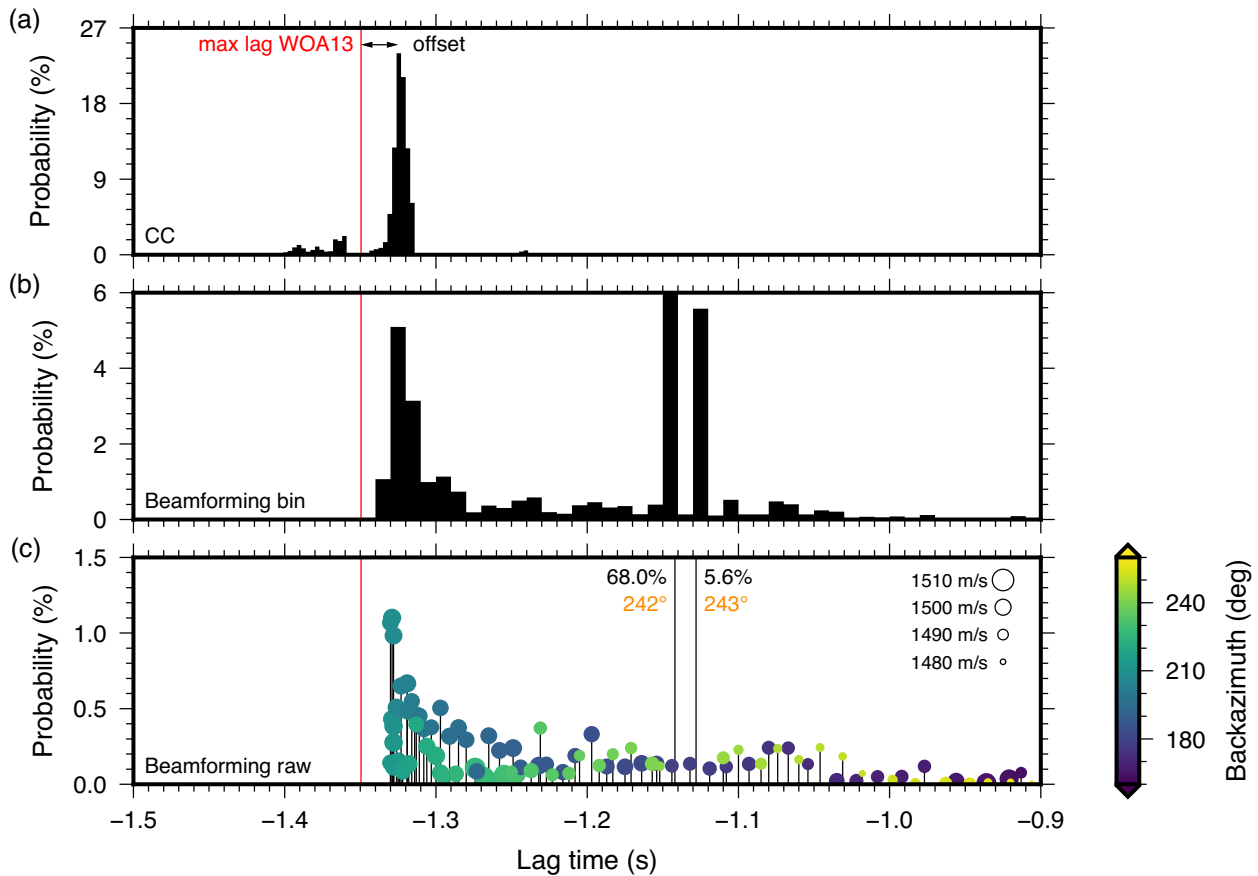 (a)
27
18
9
0
Probability (%)
max lag WOA13
offset
CC
(b)
6
4
2
0
Probability (%)
Beamforming bin
(c)
1.5
1.0
0.5
0.0
Probability (%)
68.0%
5.6%
242°
243°
1510 m/s
1500 m/s
1490 m/s
1480 m/s
Beamforming raw
−1.5
−1.4
−1.3
−1.2
−1.1
−1.0
−0.9
Lag time (s)
240
210
180
Backazimuth (deg)